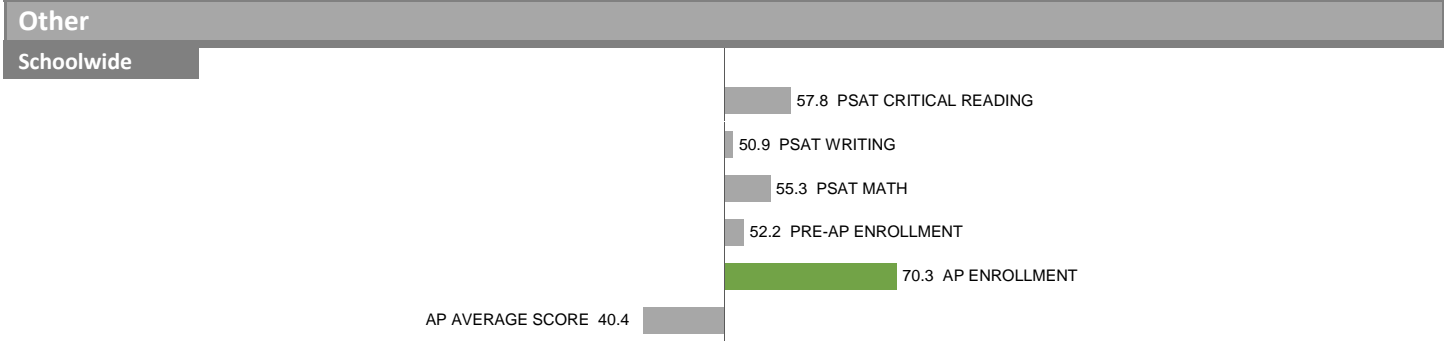 Other
Schoolwide
57.8 PSAT CRITICAL READING
50.9 PSAT WRITING
55.3 PSAT MATH
52.2 PRE-AP ENROLLMENT
70.3 AP ENROLLMENT
AP AVERAGE SCORE 40.4